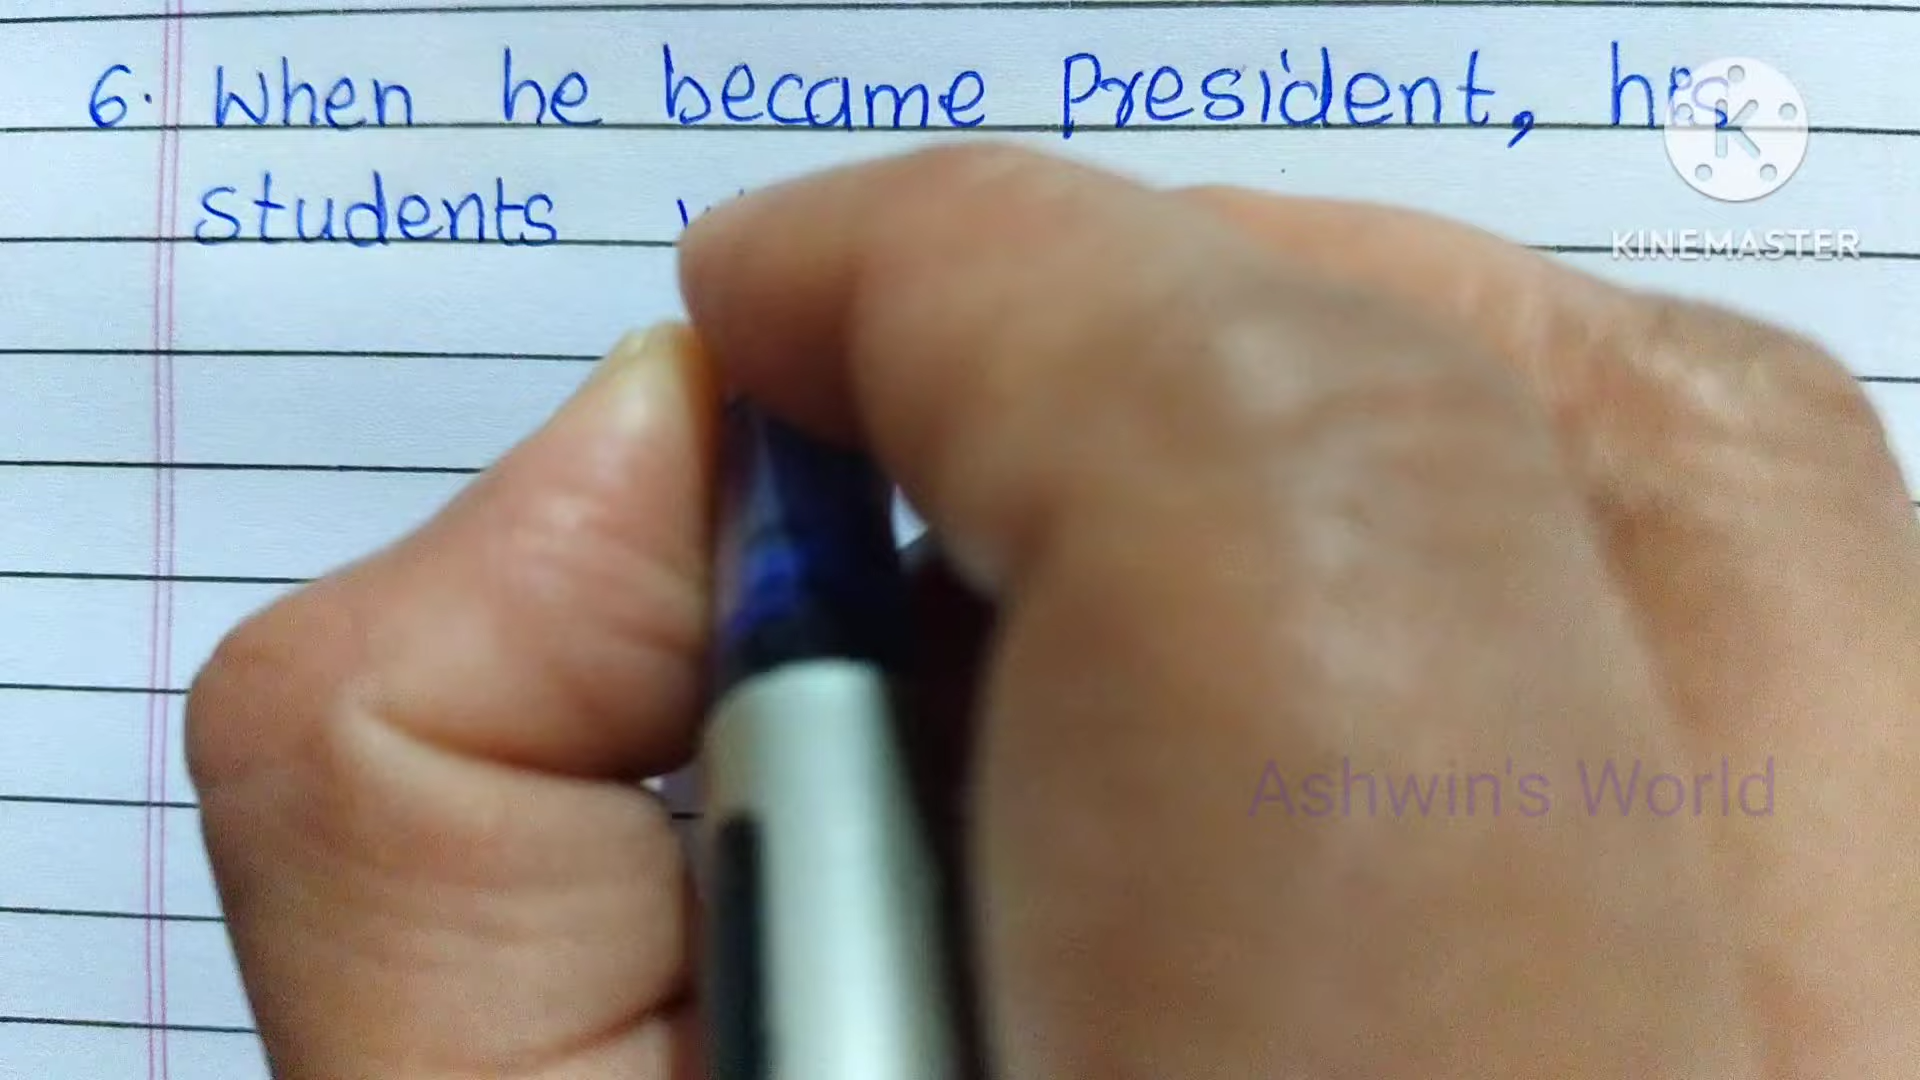 6. When he became President, his
students
KINEMASTER
Ashwin's World